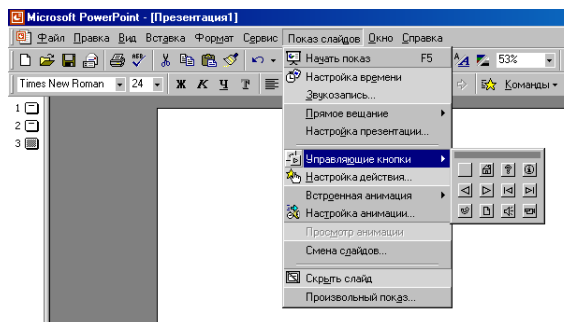 Microsoft PowerPoint - [Презентация1]
Файл Правка Вид Вставка Формат Сервис Показ слайдов Окно Справка
Начать показ F5
53%
Times New Roman 24 Ж К Ч
Настройка времени
Команды
Звукозапись...
1
Прямое вещание
2
Настройка презентации...
3
Управляющие кнопки
Настройка действия...
Встроенная анимация
Настройка анимации...
Просмотр анимации
Смена слайдов...
Скрыть слайд
Произвольный показ...